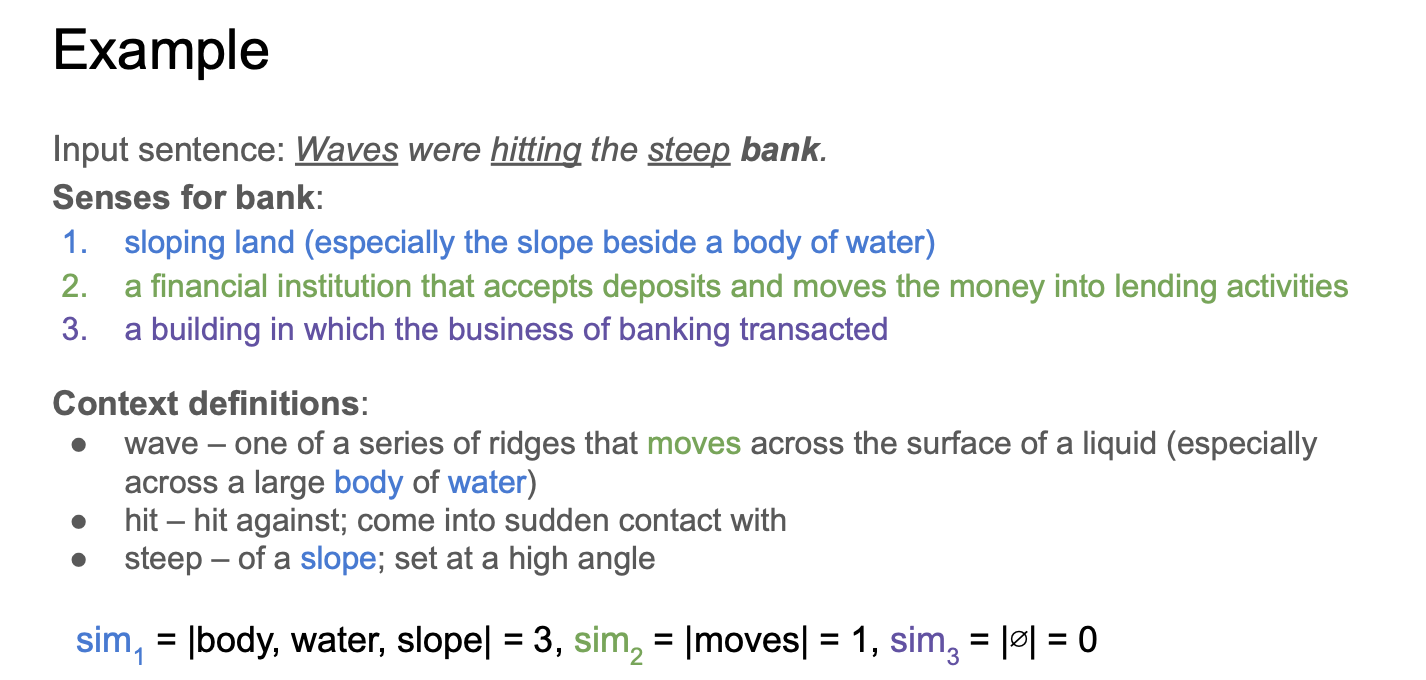 Example
Input sentence: Waves were hitting the steep bank.
Senses for bank:
1. sloping land (especially the slope beside a body of water)
2. a financial institution that accepts deposits and moves the money into lending activities
3. a building in which the business of banking transacted
Context definitions:
● wave – one of a series of ridges that moves across the surface of a liquid (especially
across a large body of water)
● hit – hit against; come into sudden contact with
● steep – of a slope; set at a high angle
sim1 = |body, water, slope| = 3, sim2 = |moves| = 1, sim3 = |∅| = 0